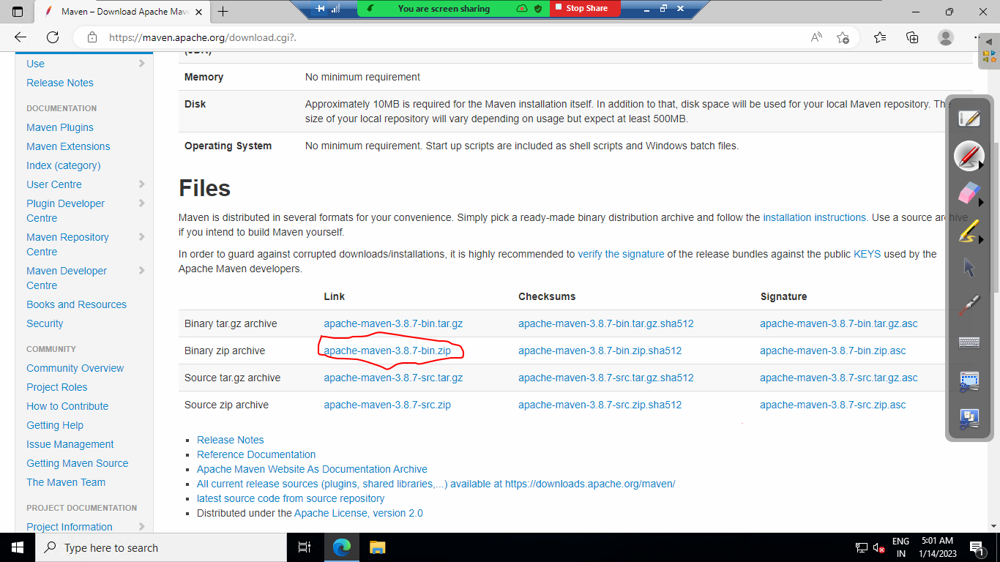 Maven – Download Apache Mav
You are screen sharing
Stop Share
https://maven.apache.org/download.cgi?.
Use
Release Notes
DOCUMENTATION
Maven Plugins
Maven Extensions
Index (category)
User Centre
Plugin Developer
Centre
Maven Repository
Centre
Maven Developer
Centre
Books and Resources
Security
COMMUNITY
Community Overview
Project Roles
How to Contribute
Getting Help
Issue Management
Getting Maven Source
The Maven Team
PROJECT DOCUMENTATION
Project Information
Memory No minimum requirement
Disk Approximately 10MB is required for the Maven installation itself. In addition to that, disk space will be used for your local Maven repository. The
size of your local repository will vary depending on usage but expect at least 500MB.
Operating System No minimum requirement. Start up scripts are included as shell scripts and Windows batch files.
Files
Maven is distributed in several formats for your convenience. Simply pick a ready-made binary distribution archive and follow the installation instructions. Use a source archive
if you intend to build Maven yourself.
In order to guard against corrupted downloads/installations, it is highly recommended to verify the signature of the release bundles against the public KEYS used by the
Apache Maven developers.
Link Checksums Signature
Binary tar.gz archive apache-maven-3.8.7-bin.tar.gz apache-maven-3.8.7-bin.tar.gz.sha512 apache-maven-3.8.7-bin.tar.gz.asc
Binary zip archive apache-maven-3.8.7-bin.zip apache-maven-3.8.7-bin.zip.sha512 apache-maven-3.8.7-bin.zip.asc
Source tar.gz archive apache-maven-3.8.7-src.tar.gz apache-maven-3.8.7-src.tar.gz.sha512 apache-maven-3.8.7-src.tar.gz.asc
Source zip archive apache-maven-3.8.7-src.zip apache-maven-3.8.7-src.zip.sha512 apache-maven-3.8.7-src.zip.asc
Release Notes
Reference Documentation
Apache Maven Website As Documentation Archive
All current release sources (plugins, shared libraries,...) available at https://downloads.apache.org/maven/
latest source code from source repository
Distributed under the Apache License, version 2.0
Type here to search
ENG
IN
5:01 AM
1/14/2023
1